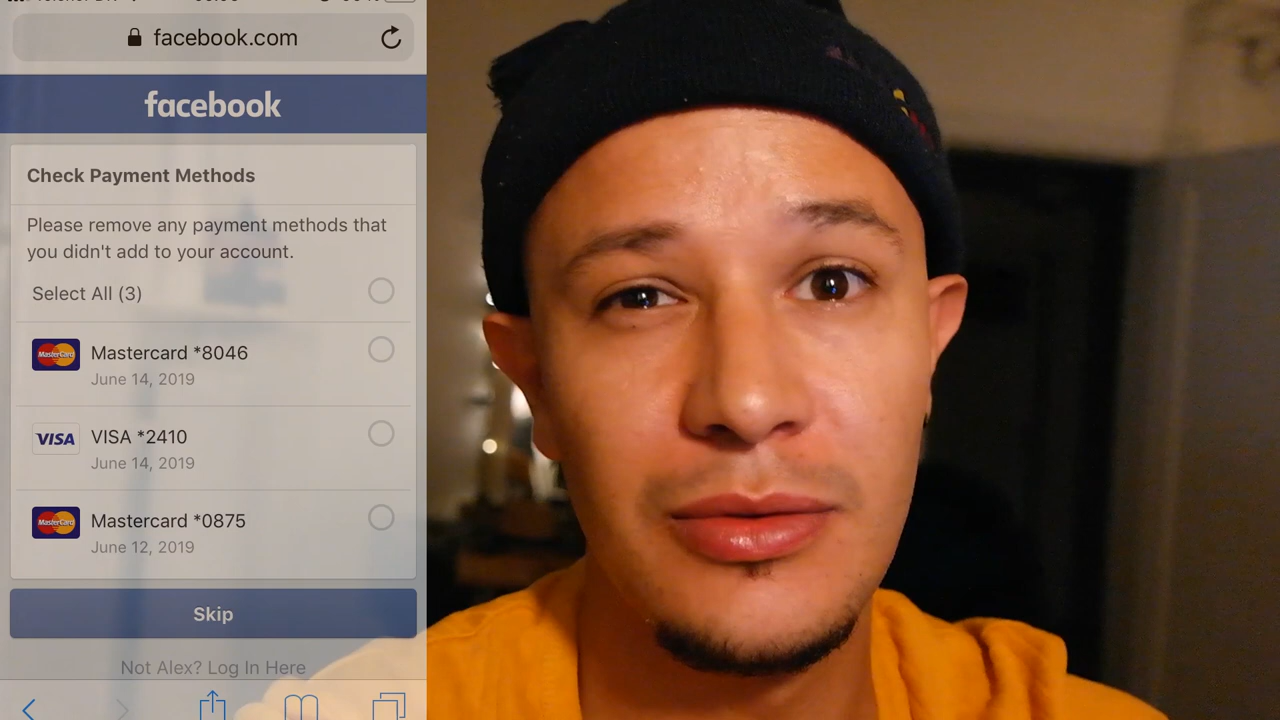 facebook.com
facebook
Check Payment Methods
Please remove any payment methods that
you didn't add to your account.
Select All (3)
MasterCard
Mastercard *8046
June 14, 2019
VISA
VISA *2410
June 14, 2019
MasterCard
Mastercard *0875
June 12, 2019
Skip
Not Alex? Log In Here